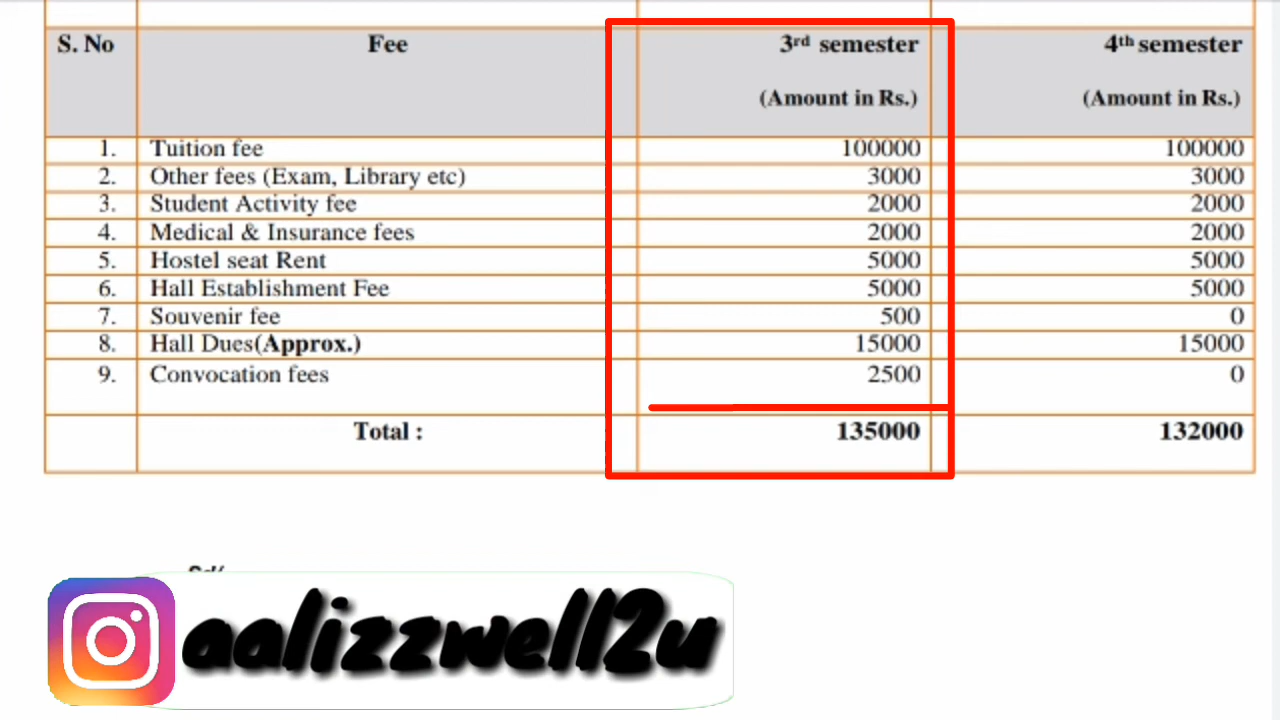 S. No Fee 3rd semester 4th semester
(Amount in Rs.) (Amount in Rs.)
1. Tuition fee 100000 100000
2. Other fees (Exam, Library etc) 3000 3000
3. Student Activity fee 2000 2000
4. Medical & Insurance fees 2000 2000
5. Hostel seat Rent 5000 5000
6. Hall Establishment Fee 5000 5000
7. Souvenir fee 500 0
8. Hall Dues(Approx.) 15000 15000
9. Convocation fees 2500 0
Total : 135000 132000
aalizzwell2u